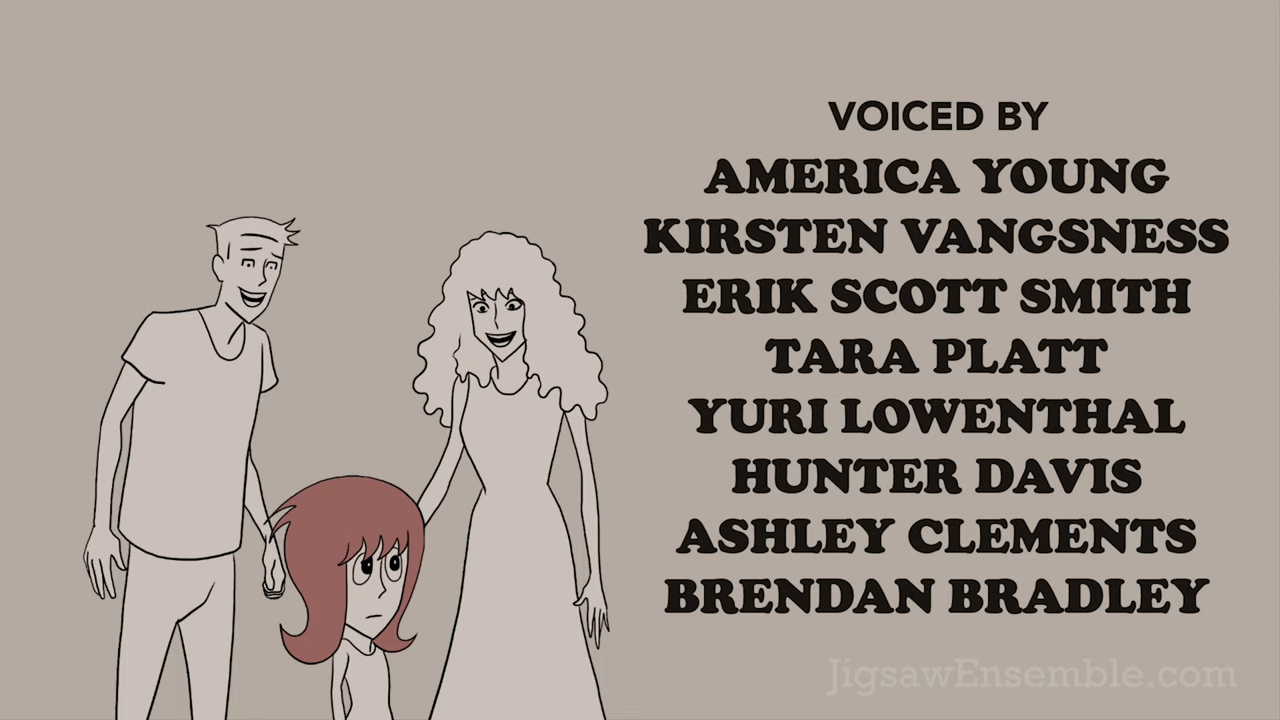 VOICED BY
AMERICA YOUNG
KIRSTEN VANGSNESS
ERIK SCOTT SMITH
TARA PLATT
YURI LOWENTHAL
HUNTER DAVIS
ASHLEY CLEMENTS
BRENDAN BRADLEY
JigsawEnsemble.com